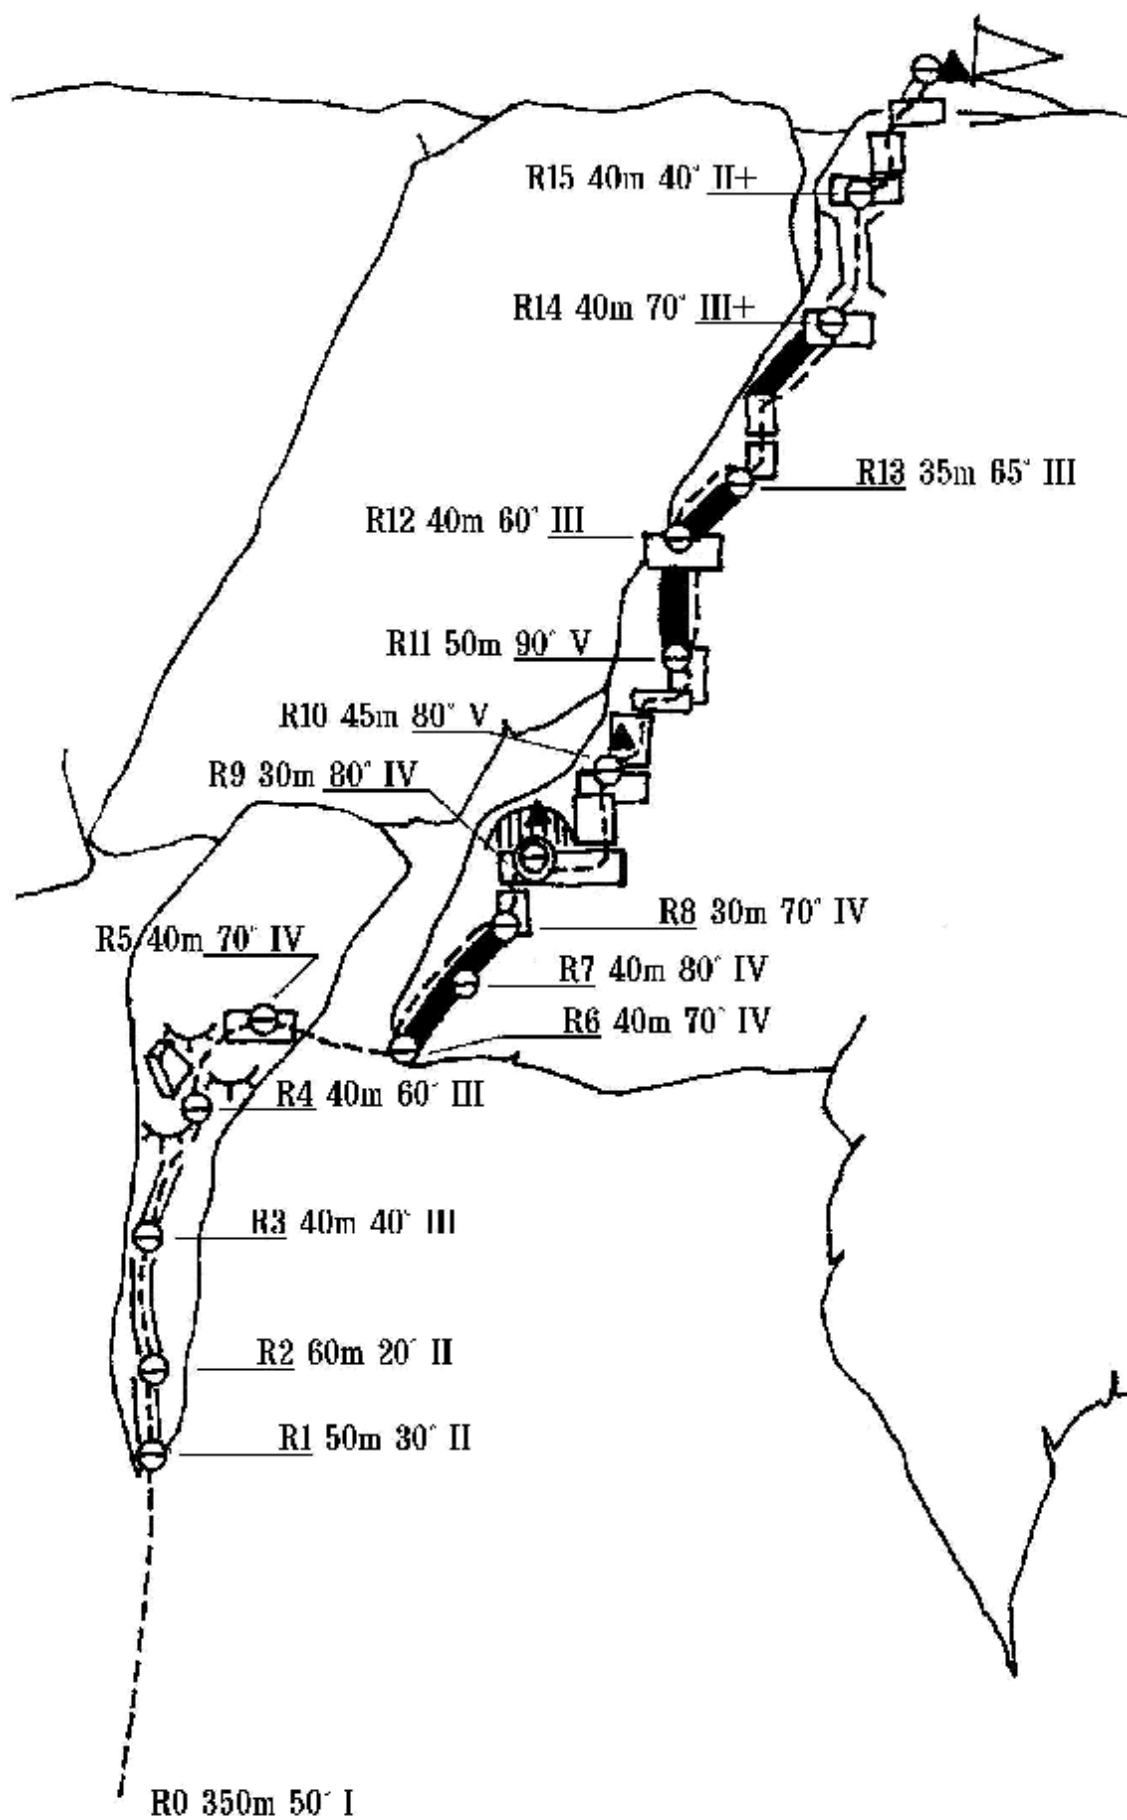 R15 40m 40° II+
R14 40m 70° III+
R13 35m 65° III
R12 40m 60° III
R11 50m 90° V
R10 45m 80° V
R9 30m 80° IV
R8 30m 70° IV
R5 40m 70° IV
R7 40m 80° IV
R6 40m 70° IV
R4 40m 60° III
R3 40m 40° III
R2 60m 20° II
R1 50m 30° II
R0 350m 50° I